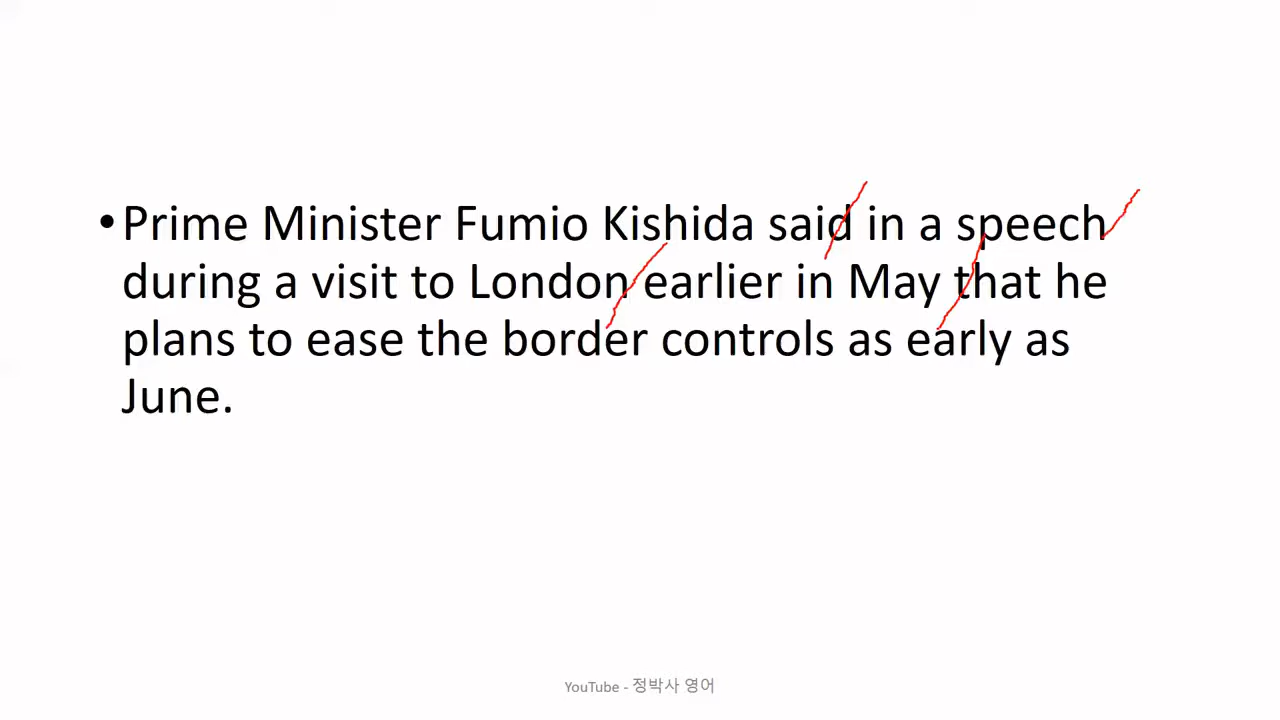 •Prime Minister Fumio Kishida said in a speech
during a visit to London earlier in May that he
plans to ease the border controls as early as
June.
YouTube - 정박사 영어